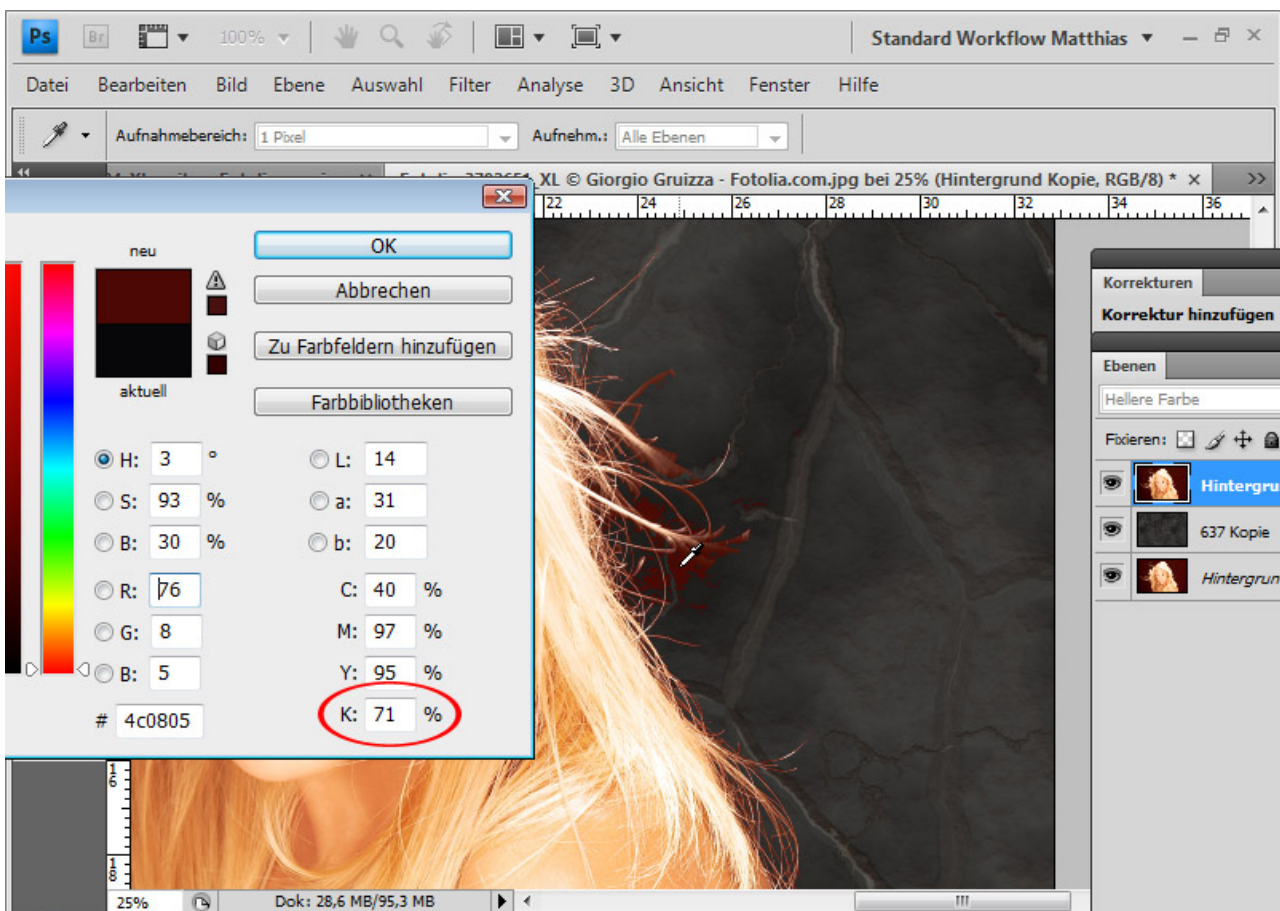 Ps Br 100% Standard Workflow Matthias
Datei Bearbeiten Bild Ebene Auswahl Filter Analyse 3D Ansicht Fenster Hilfe
Aufnahmebereich: 1 Pixel Aufnehm.: Alle Ebenen
XL © Giorgio Gruizza - Fotolia.com.jpg bei 25% (Hintergrund Kopie, RGB/8) * ×
22 24 26 28 30 32 34 36
neu
OK
Abbrechen
Zu Farbfeldern hinzufügen
aktuell
Farbbibliotheken
H: 3 ° L: 14
S: 93 % a: 31
B: 30 % b: 20
R: 76 C: 40 %
G: 8 M: 97 %
B: 5 Y: 95 %
# 4c0805 K: 71 %
Korrekturen
Korrektur hinzufügen
Ebenen
Hellere Farbe
Fixieren:
Hintergru
637 Kopie
Hintergrun
16
18
25% Dok: 28,6 MB/95,3 MB